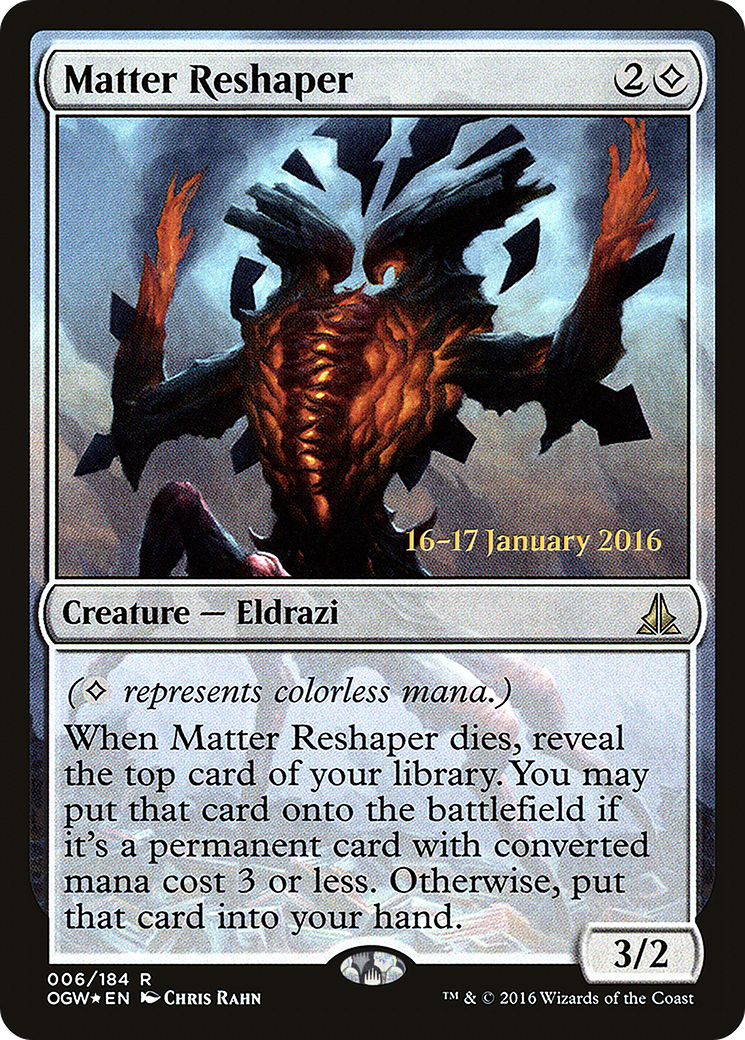 Matter Reshaper 2◇
16–17 January 2016
Creature — Eldrazi
(◇ represents colorless mana.)
When Matter Reshaper dies, reveal
the top card of your library. You may
put that card onto the battlefield if
it's a permanent card with converted
mana cost 3 or less. Otherwise, put
that card into your hand.
3/2
006/184 R
OGW★EN Chris Rahn
™ & © 2016 Wizards of the Coast